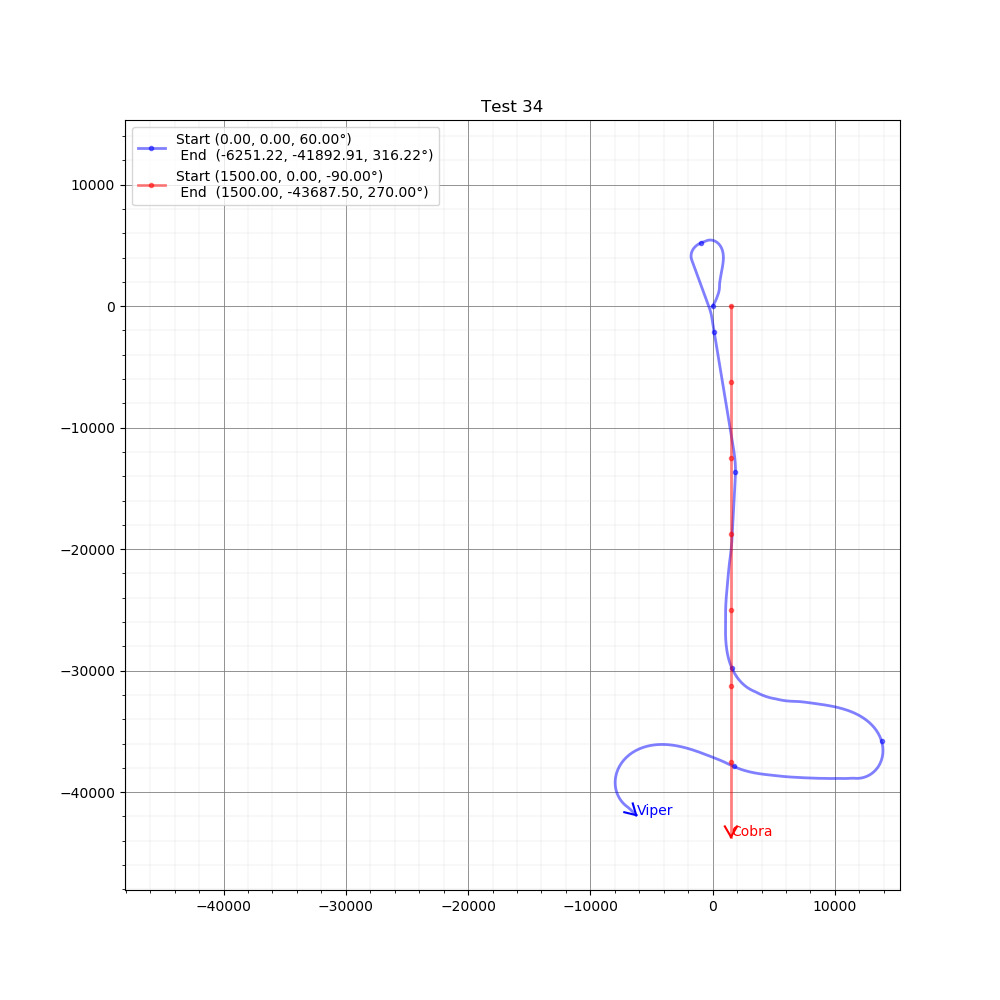 Test 34
Start (0.00, 0.00, 60.00°)
End (-6251.22, -41892.91, 316.22°)
Start (1500.00, 0.00, -90.00°)
End (1500.00, -43687.50, 270.00°)
10000
0
−10000
−20000
−30000
−40000
Viper
Cobra
−40000 −30000 −20000 −10000 0 10000